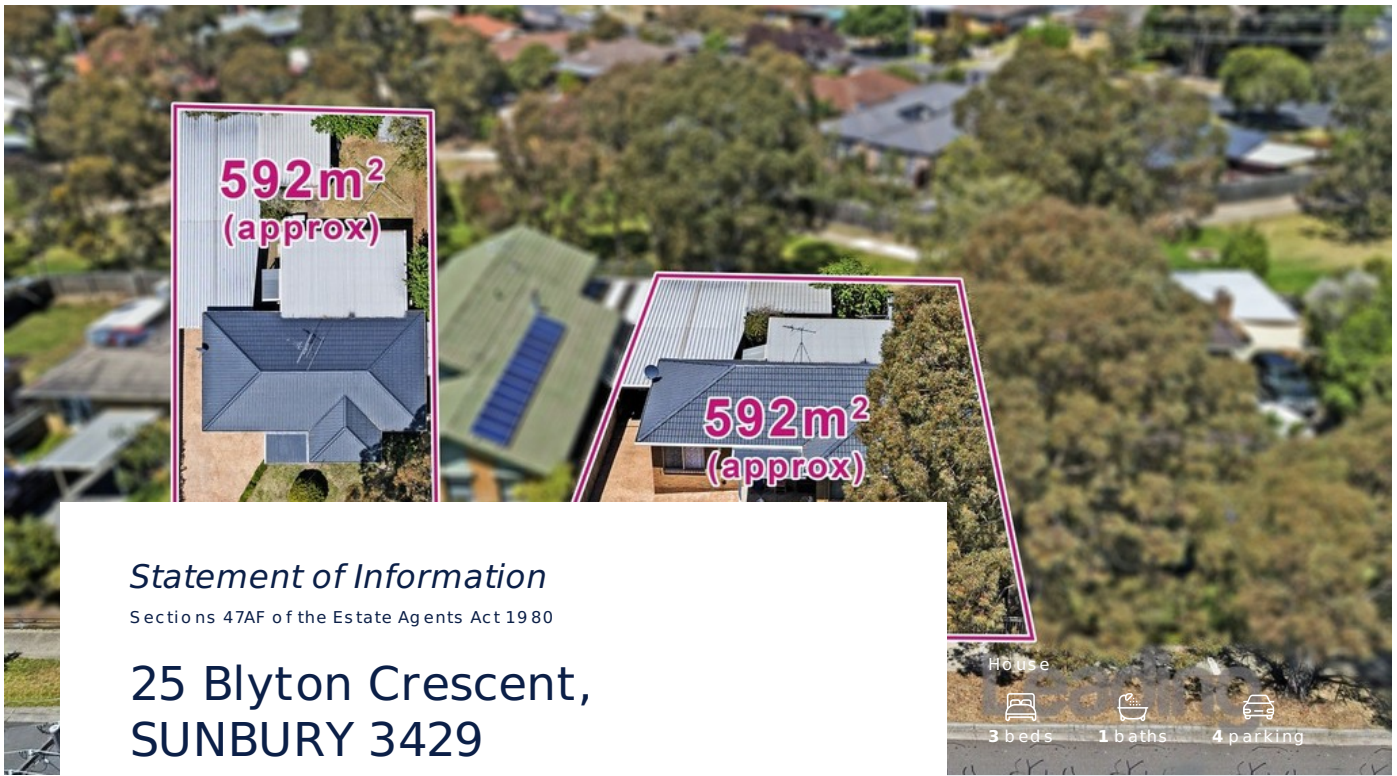 592m²
(approx)
592m²
(approx)
Statement of Information
Sections 47AF of the Estate Agents Act 1980
25 Blyton Crescent,
SUNBURY 3429
House
Leading
3 beds 1 baths 4 parking